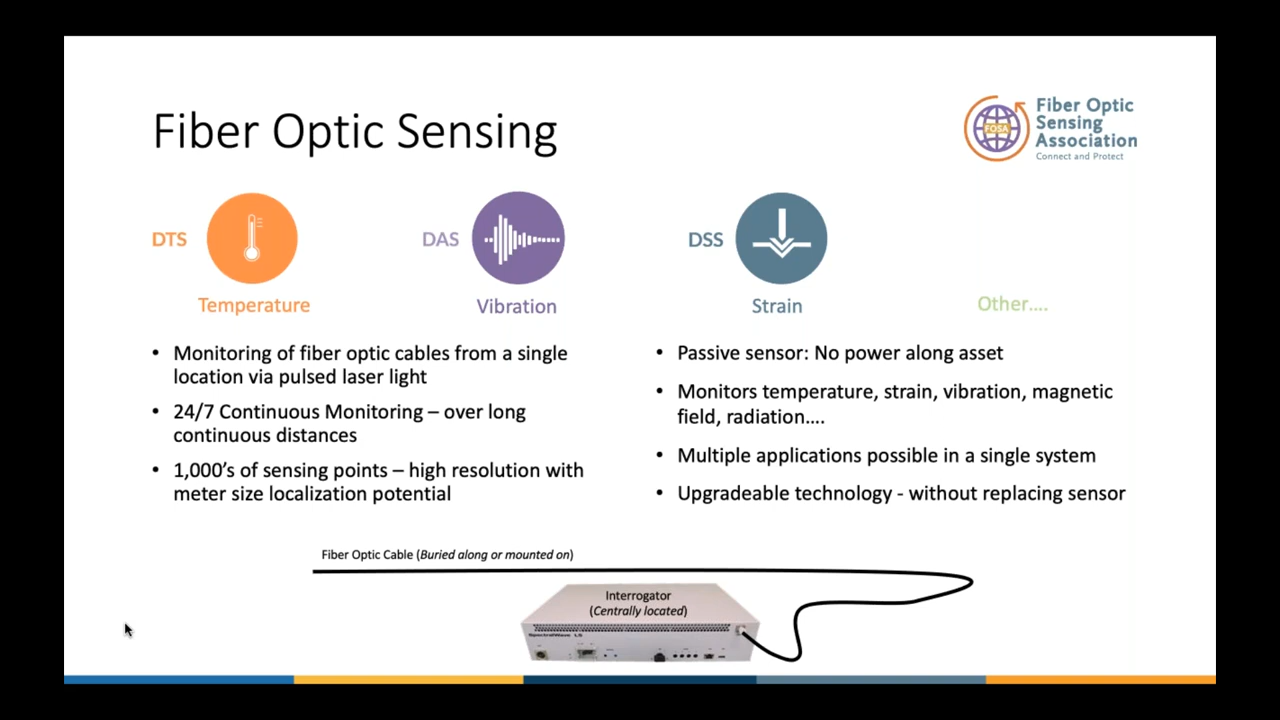 Fiber Optic Sensing
Fiber Optic
Sensing
Association
Connect and Protect
FOSA
DTS
DAS
DSS
Temperature
Vibration
Strain
Other....
• Monitoring of fiber optic cables from a single
location via pulsed laser light
• 24/7 Continuous Monitoring – over long
continuous distances
• 1,000’s of sensing points – high resolution with
meter size localization potential
• Passive sensor: No power along asset
• Monitors temperature, strain, vibration, magnetic
field, radiation….
• Multiple applications possible in a single system
• Upgradeable technology - without replacing sensor
Fiber Optic Cable (Buried along or mounted on)
Interrogator
(Centrally located)
SpectralWave LS